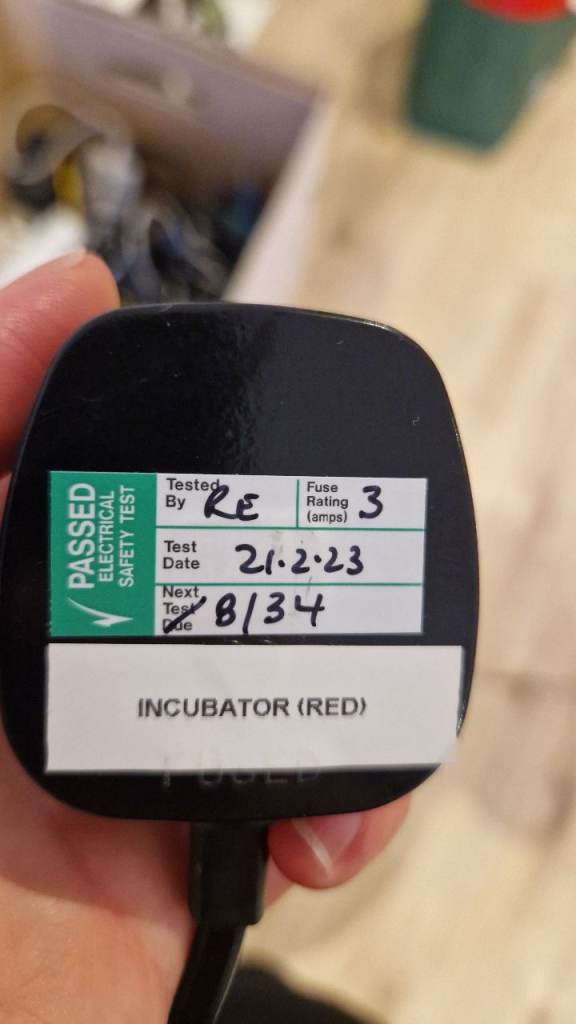 PASSED
ELECTRICAL
SAFETY TEST
Tested By RE
Fuse Rating (amps) 3
Test Date 21.2.23
Next Test Due 8/34
INCUBATOR (RED)
FUSED